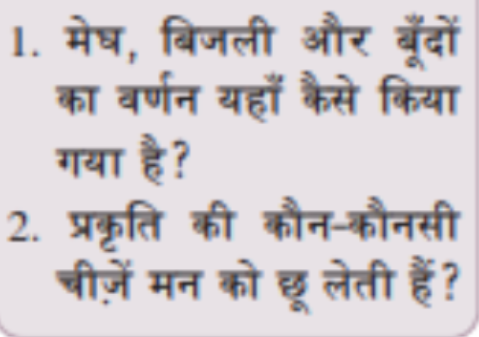 1. मेघ, बिजली और बूँदों
का वर्णन यहाँ कैसे किया
गया है?
2. प्रकृति की कौन-कौनसी
चीज़ें मन को छू लेती हैं?